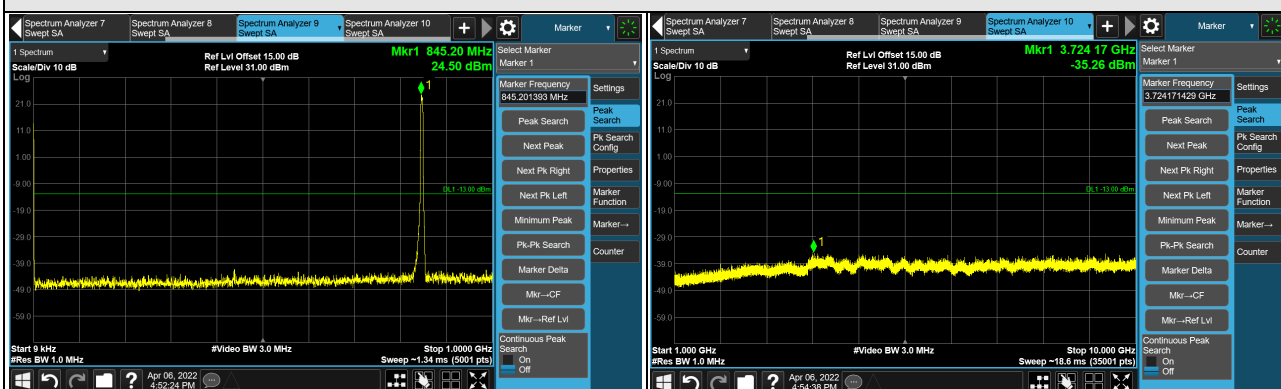 Spectrum Analyzer 7
Swept SA
Spectrum Analyzer 8
Swept SA
Spectrum Analyzer 9
Swept SA
Spectrum Analyzer 10
Swept SA
+
Marker
1 Spectrum
Scale/Div 10 dB
Log
Ref Lvl Offset 15.00 dB
Ref Level 31.00 dBm
Mkr1 845.20 MHz
24.50 dBm
1
21.0
11.0
1.00
-9.00
DL1 -13.00 dBm
-19.0
-29.0
-39.0
-49.0
-59.0
Start 9 kHz
#Res BW 1.0 MHz
#Video BW 3.0 MHz
Stop 1.0000 GHz
Sweep ~1.34 ms (5001 pts)
Select Marker
Marker 1
Marker Frequency
845.201393 MHz
Peak Search
Next Peak
Next Pk Right
Next Pk Left
Minimum Peak
Pk-Pk Search
Marker Delta
Mkr→CF
Mkr→Ref Lvl
Continuous Peak
Search
On
Off
Settings
Peak
Search
Pk Search
Config
Properties
Marker
Function
Marker→
Counter
?
Apr 06, 2022
4:52:24 PM
Spectrum Analyzer 7
Swept SA
Spectrum Analyzer 8
Swept SA
Spectrum Analyzer 9
Swept SA
Spectrum Analyzer 10
Swept SA
+
Marker
1 Spectrum
Scale/Div 10 dB
Log
Ref Lvl Offset 15.00 dB
Ref Level 31.00 dBm
Mkr1 3.724 17 GHz
-35.26 dBm
1
21.0
11.0
1.00
-9.00
DL1 -13.00 dBm
-19.0
-29.0
-39.0
-49.0
-59.0
Start 1.000 GHz
#Res BW 1.0 MHz
#Video BW 3.0 MHz
Stop 10.000 GHz
Sweep ~18.6 ms (35001 pts)
Select Marker
Marker 1
Marker Frequency
3.724171429 GHz
Peak Search
Next Peak
Next Pk Right
Next Pk Left
Minimum Peak
Pk-Pk Search
Marker Delta
Mkr→CF
Mkr→Ref Lvl
Continuous Peak
Search
On
Off
Settings
Peak
Search
Pk Search
Config
Properties
Marker
Function
Marker→
Counter
?
Apr 06, 2022
4:54:38 PM